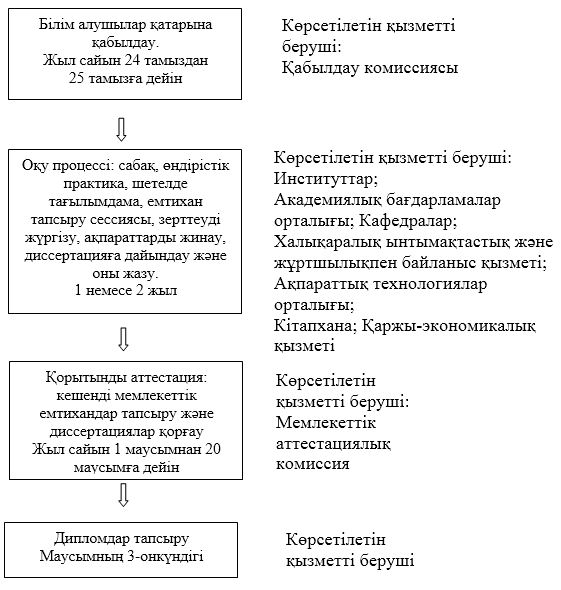 Білім алушылар қатарына
қабылдау.
Жыл сайын 24 тамыздан
25 тамызға дейін
Көрсетілетін қызметті
беруші:
Қабылдау комиссиясы
Оқу процессі: сабақ, өндірістік
практика, шетелде
тағылымдама, емтихан
тапсыру сессиясы, зерттеуді
жүргізу, ақпараттарды жинау,
диссертацияға дайындау және
оны жазу.
1 немесе 2 жыл
Көрсетілетін қызметті беруші:
Институттар;
Академиялық бағдарламалар
орталығы; Кафедралар;
Халықаралық ынтымақтастық және
жұртшылықпен байланыс қызметі;
Ақпараттық технологиялар
орталығы;
Кітапхана; Қаржы-экономикалық
қызметі
Қорытынды аттестация:
кешенді мемлекеттік
емтихандар тапсыру және
диссертациялар қорғау
Жыл сайын 1 маусымнан 20
маусымға дейін
Көрсетілетін
қызметті беруші:
Мемлекеттік
аттестациялық
комиссия
Дипломдар тапсыру
Маусымның 3-онкүндігі
Көрсетілетін
қызметті беруші